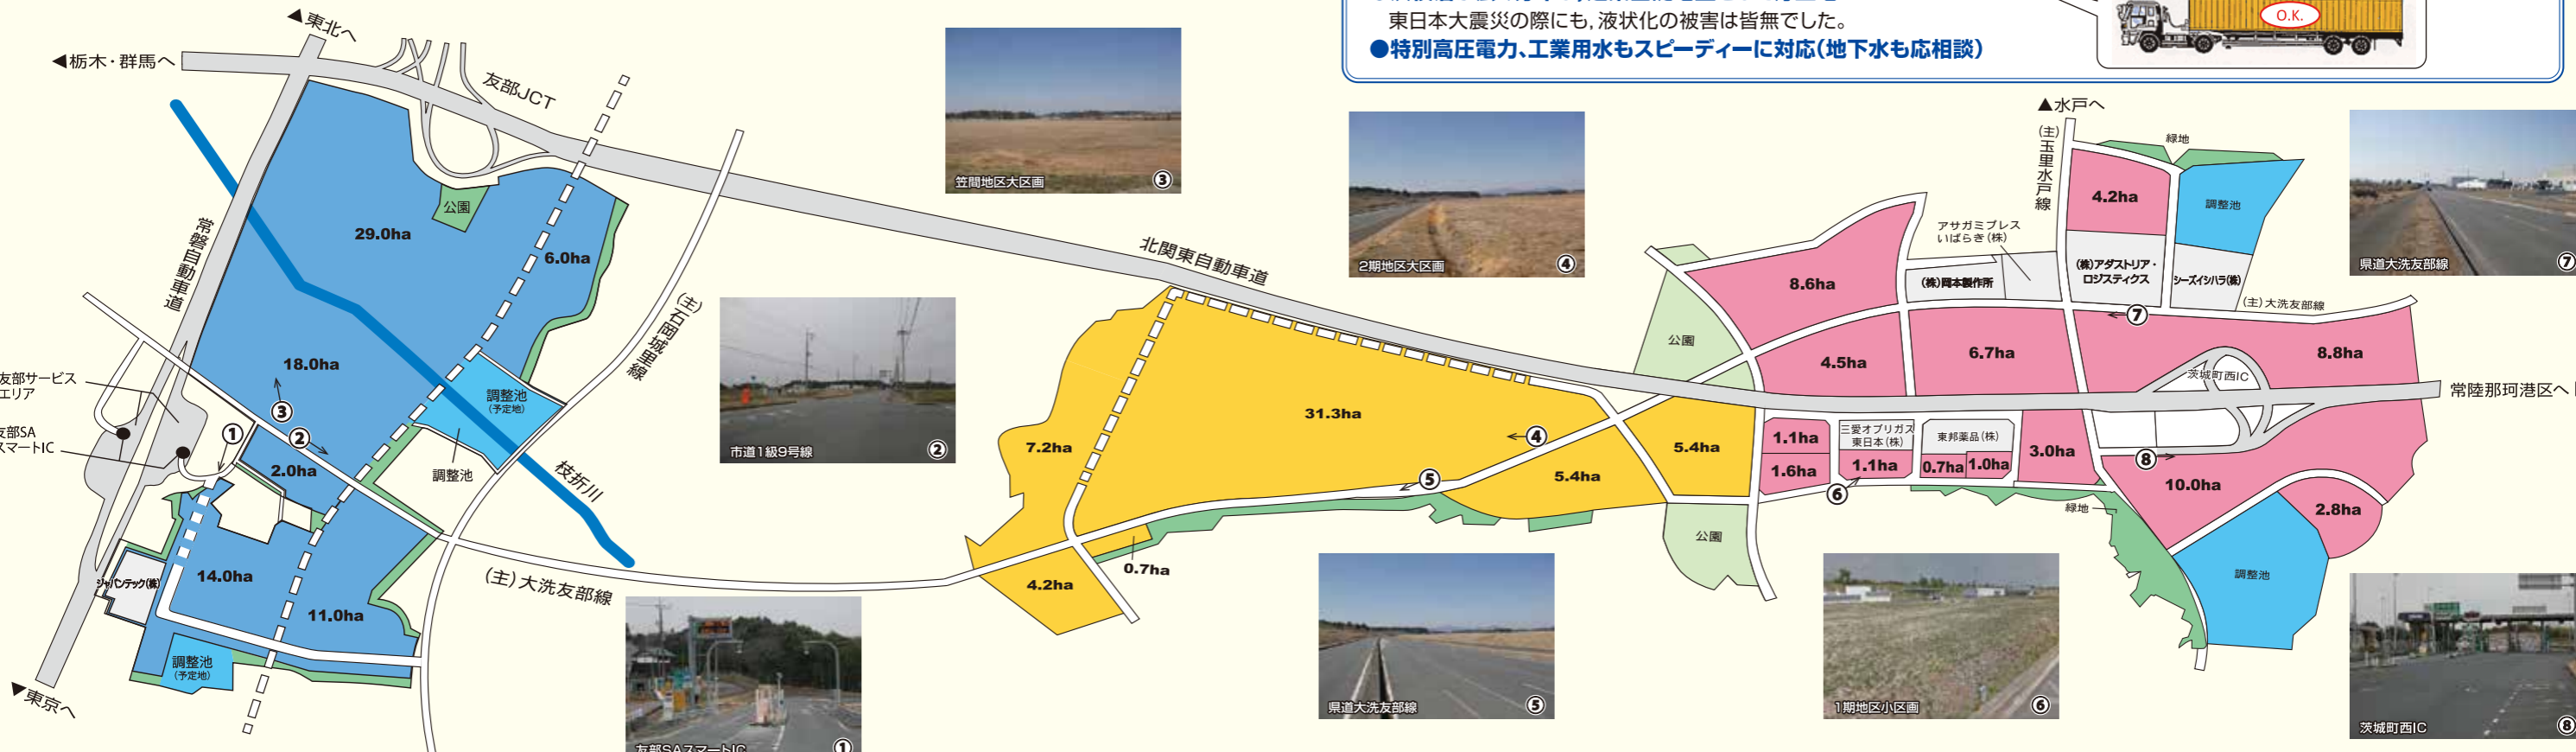 東日本大震災の際にも,液状化の被害は皆無でした。
●特別高圧電力、工業用水もスピーディーに対応(地下水も応相談)
O.K.
▲東北へ
◀栃木・群馬へ
友部JCT
常磐自動車道
29.0ha
公園
6.0ha
18.0ha
友部サービス
エリア
友部SA
スマートIC
③
①
②
2.0ha
調整池
(予定地)
調整池
枝折川
(主)石岡城里線
14.0ha
11.0ha
ジャパンテック(株)
調整池
(予定地)
▼東京へ
(主)大洗友部線
北関東自動車道
笠間地区大区画
③
2期地区大区画
④
市道1級9号線
②
友部SAスマートIC
①
7.2ha
31.3ha
④
⑤
5.4ha
5.4ha
0.7ha
4.2ha
公園
公園
県道大洗友部線
⑤
1期地区小区画
⑥
▲水戸へ
(主)玉里水戸線
緑地
4.2ha
調整池
アサガミプレス
いばらき(株)
(株)岡本製作所
(株)アダストリア・
ロジスティクス
シーズイシハラ(株)
(主)大洗友部線
⑦
8.6ha
4.5ha
6.7ha
8.8ha
茨城町西IC
常陸那珂港区へ
1.1ha
1.6ha
三愛オブリガス
東日本(株)
1.1ha
東邦薬品(株)
0.7ha
1.0ha
3.0ha
⑥
⑧
10.0ha
2.8ha
緑地
調整池
県道大洗友部線
⑦
茨城町西IC
⑧